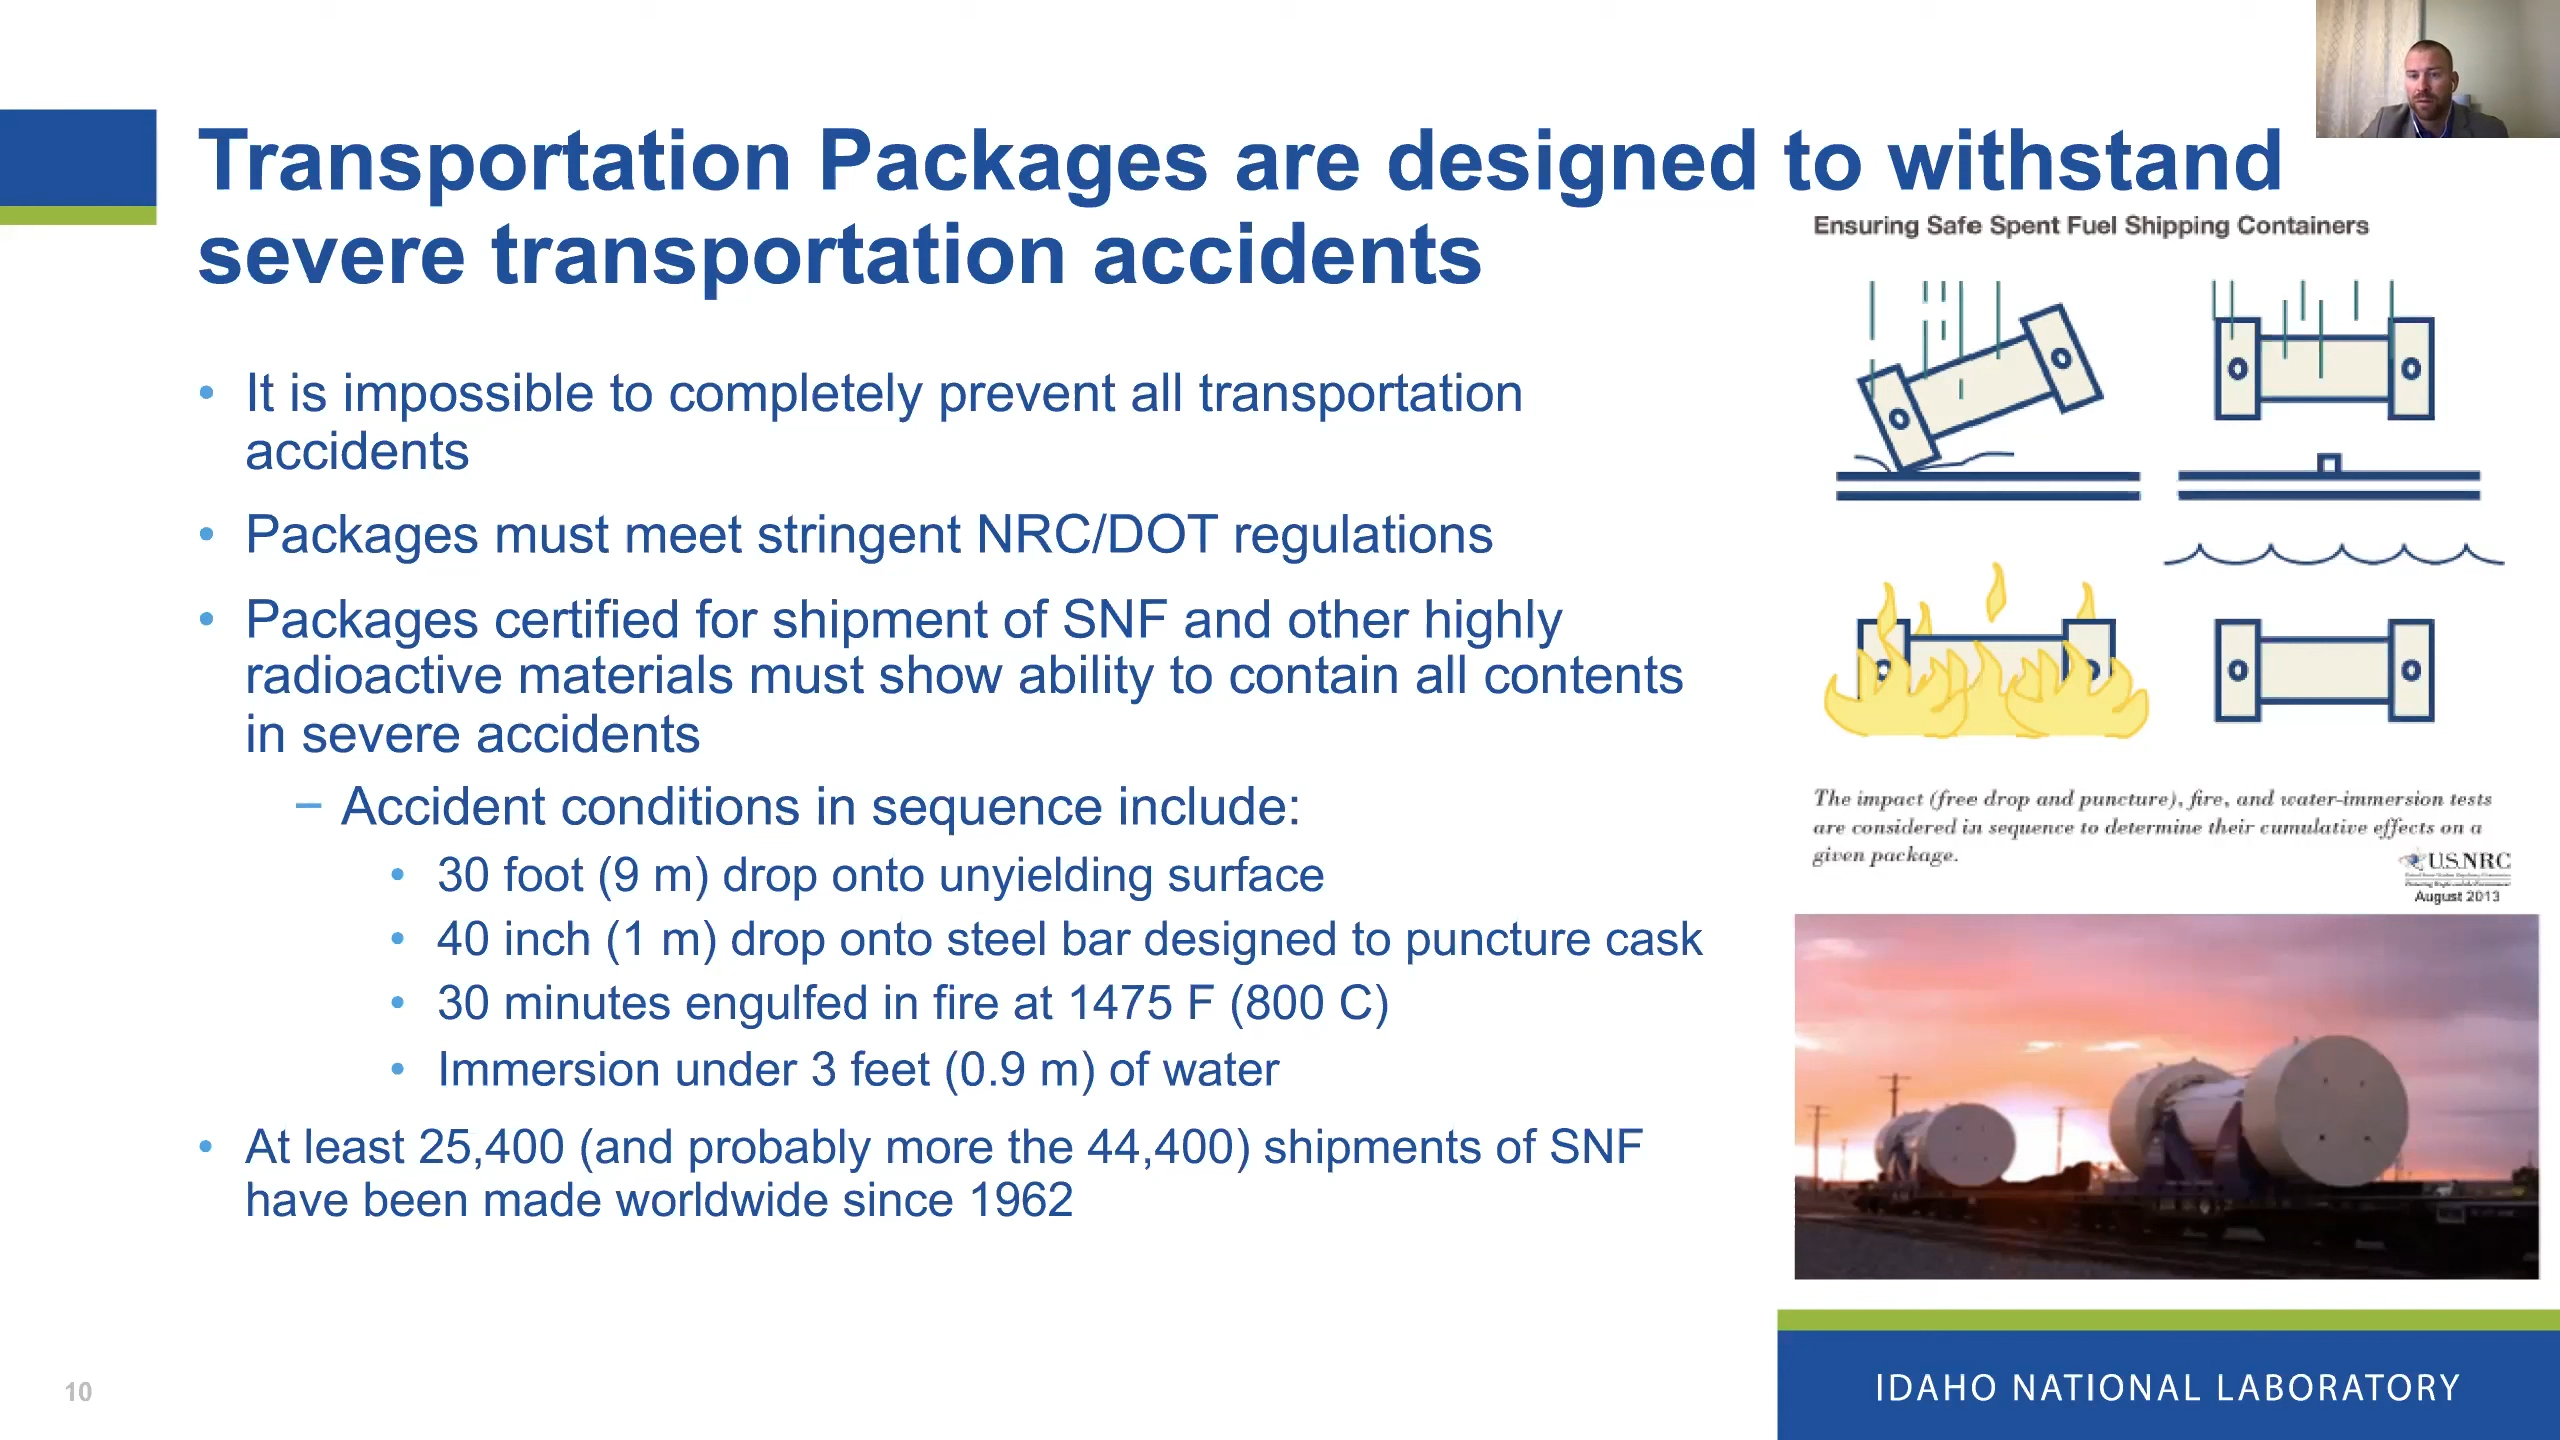 Transportation Packages are designed to withstand
severe transportation accidents
• It is impossible to completely prevent all transportation
accidents
• Packages must meet stringent NRC/DOT regulations
• Packages certified for shipment of SNF and other highly
radioactive materials must show ability to contain all contents
in severe accidents
− Accident conditions in sequence include:
• 30 foot (9 m) drop onto unyielding surface
• 40 inch (1 m) drop onto steel bar designed to puncture cask
• 30 minutes engulfed in fire at 1475 F (800 C)
• Immersion under 3 feet (0.9 m) of water
• At least 25,400 (and probably more the 44,400) shipments of SNF
have been made worldwide since 1962
Ensuring Safe Spent Fuel Shipping Containers
The impact (free drop and puncture), fire, and water-immersion tests
are considered in sequence to determine their cumulative effects on a
given package.
U.S.NRC
August 2013
10
IDAHO NATIONAL LABORATORY